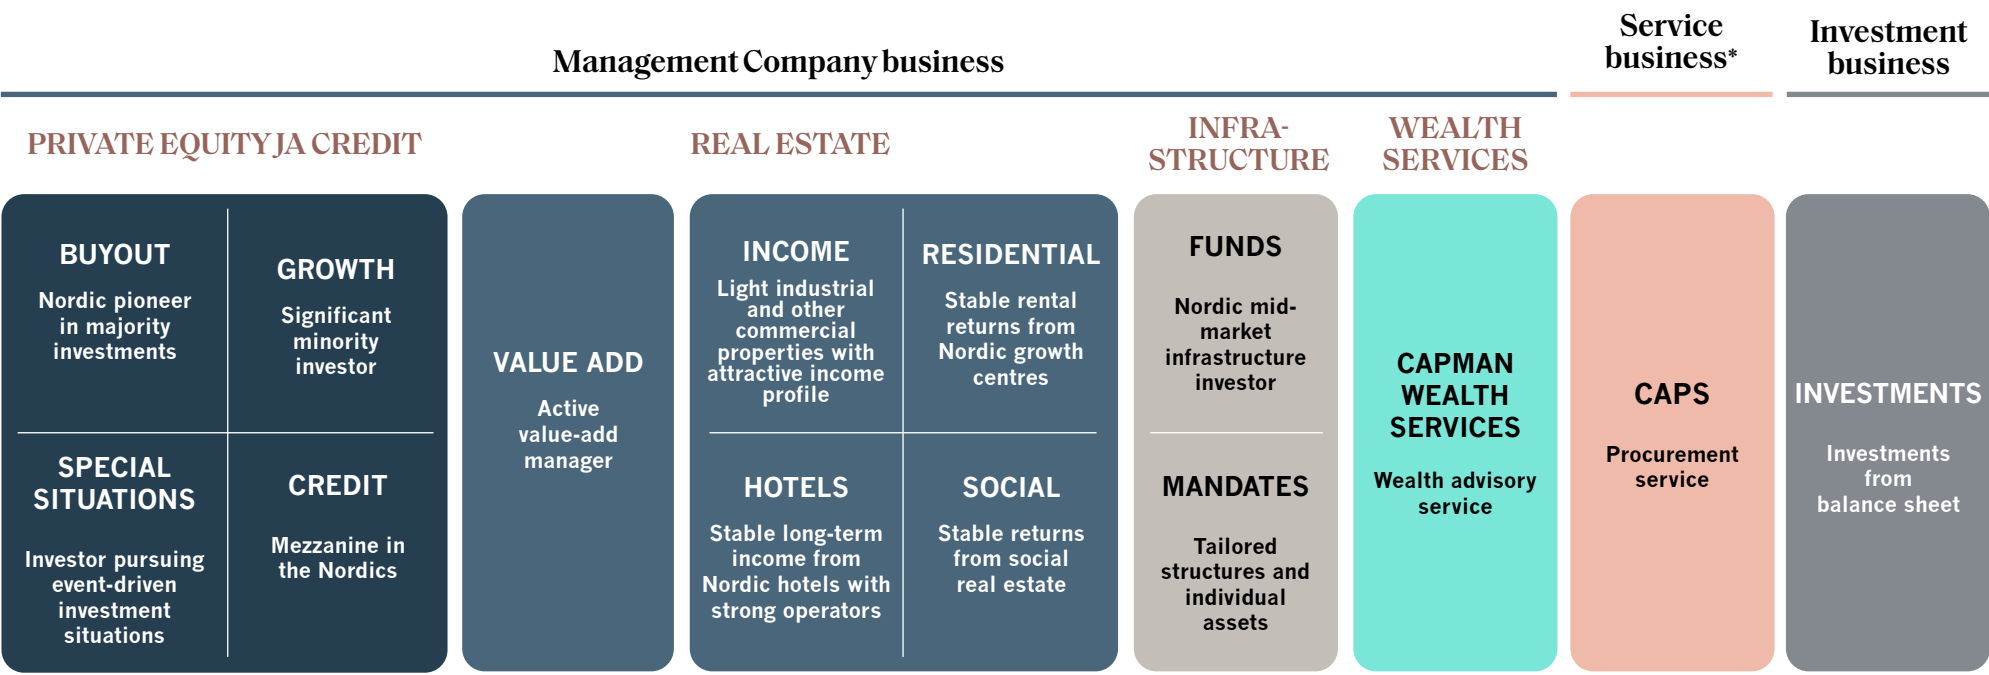 Management Company business
Service
business*
Investment
business
PRIVATE EQUITY JA CREDIT
REAL ESTATE
INFRA-
STRUCTURE
WEALTH
SERVICES
BUYOUT
Nordic pioneer
in majority
investments
GROWTH
Significant
minority
investor
SPECIAL
SITUATIONS
Investor pursuing
event-driven
investment
situations
CREDIT
Mezzanine in
the Nordics
VALUE ADD
Active
value-add
manager
INCOME
Light industrial
and other
commercial
properties with
attractive income
profile
RESIDENTIAL
Stable rental
returns from
Nordic growth
centres
HOTELS
Stable long-term
income from
Nordic hotels with
strong operators
SOCIAL
Stable returns
from social
real estate
FUNDS
Nordic mid-
market
infrastructure
investor
MANDATES
Tailored
structures and
individual
assets
CAPMAN
WEALTH
SERVICES
Wealth advisory
service
CAPS
Procurement
service
INVESTMENTS
Investments
from
balance sheet